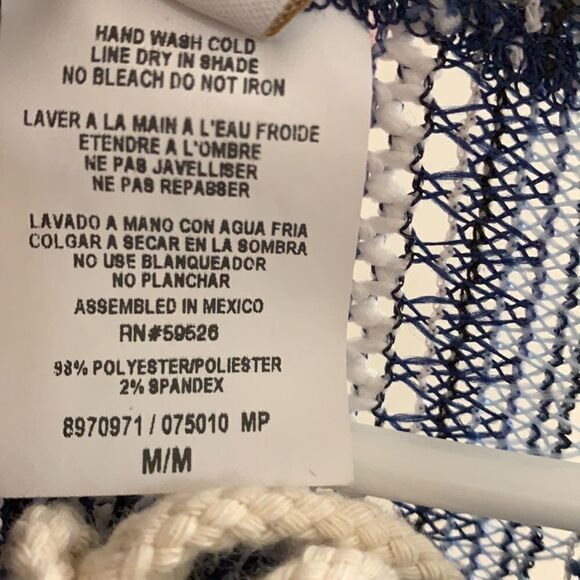 HAND WASH COLD
LINE DRY IN SHADE
NO BLEACH DO NOT IRON
LAVER A LA MAIN A L'EAU FROIDE
ETENDRE A L'OMBRE
NE PAS JAVELLISER
NE PAS REPASSER
LAVADO A MANO CON AGUA FRIA
COLGAR A SECAR EN LA SOMBRA
NO USE BLANQUEADOR
NO PLANCHAR
ASSEMBLED IN MEXICO
RN#59526
98% POLYESTER/POLIESTER
2% SPANDEX
8970971 / 075010 MP
M/M